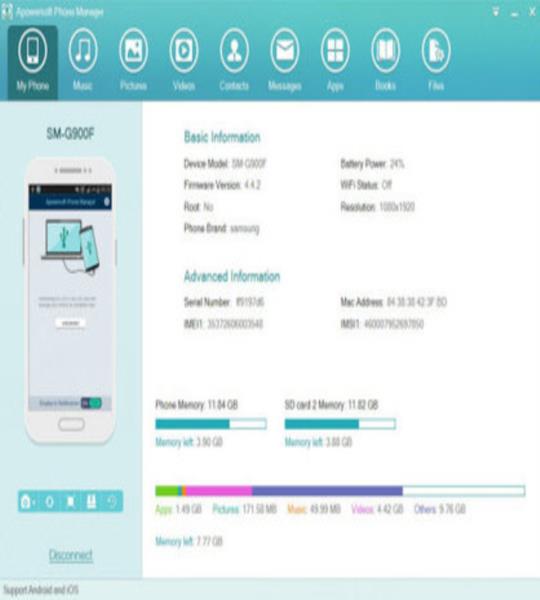 Apowersoft Phone Manager
My Phone Music Pictures Videos Contacts Messages Apps Books Files
SM-G900F
Apowersoft Phone Manager
Basic Information
Device Model: SM-G900F Battery Power: 24%
Firmware Version: 4.4.2 WiFi Status: Off
Root: No Resolution: 1080x1920
Phone Brand: samsung
Advanced Information
Serial Number: Mac Address: 84 38 38 42 3F BD
IMEI1: IMSI1:
Phone Memory: 11.84 GB SD card 2 Memory: 11.82 GB
Memory left: 3.90 GB Memory left: 3.88 GB
Apps: 1.49 GB Pictures: 171.58 MB Music: 49.99 MB Videos: 4.42 GB Others: 9.76 GB
Memory left: 7.77 GB
Disconnect
Support Android and iOS